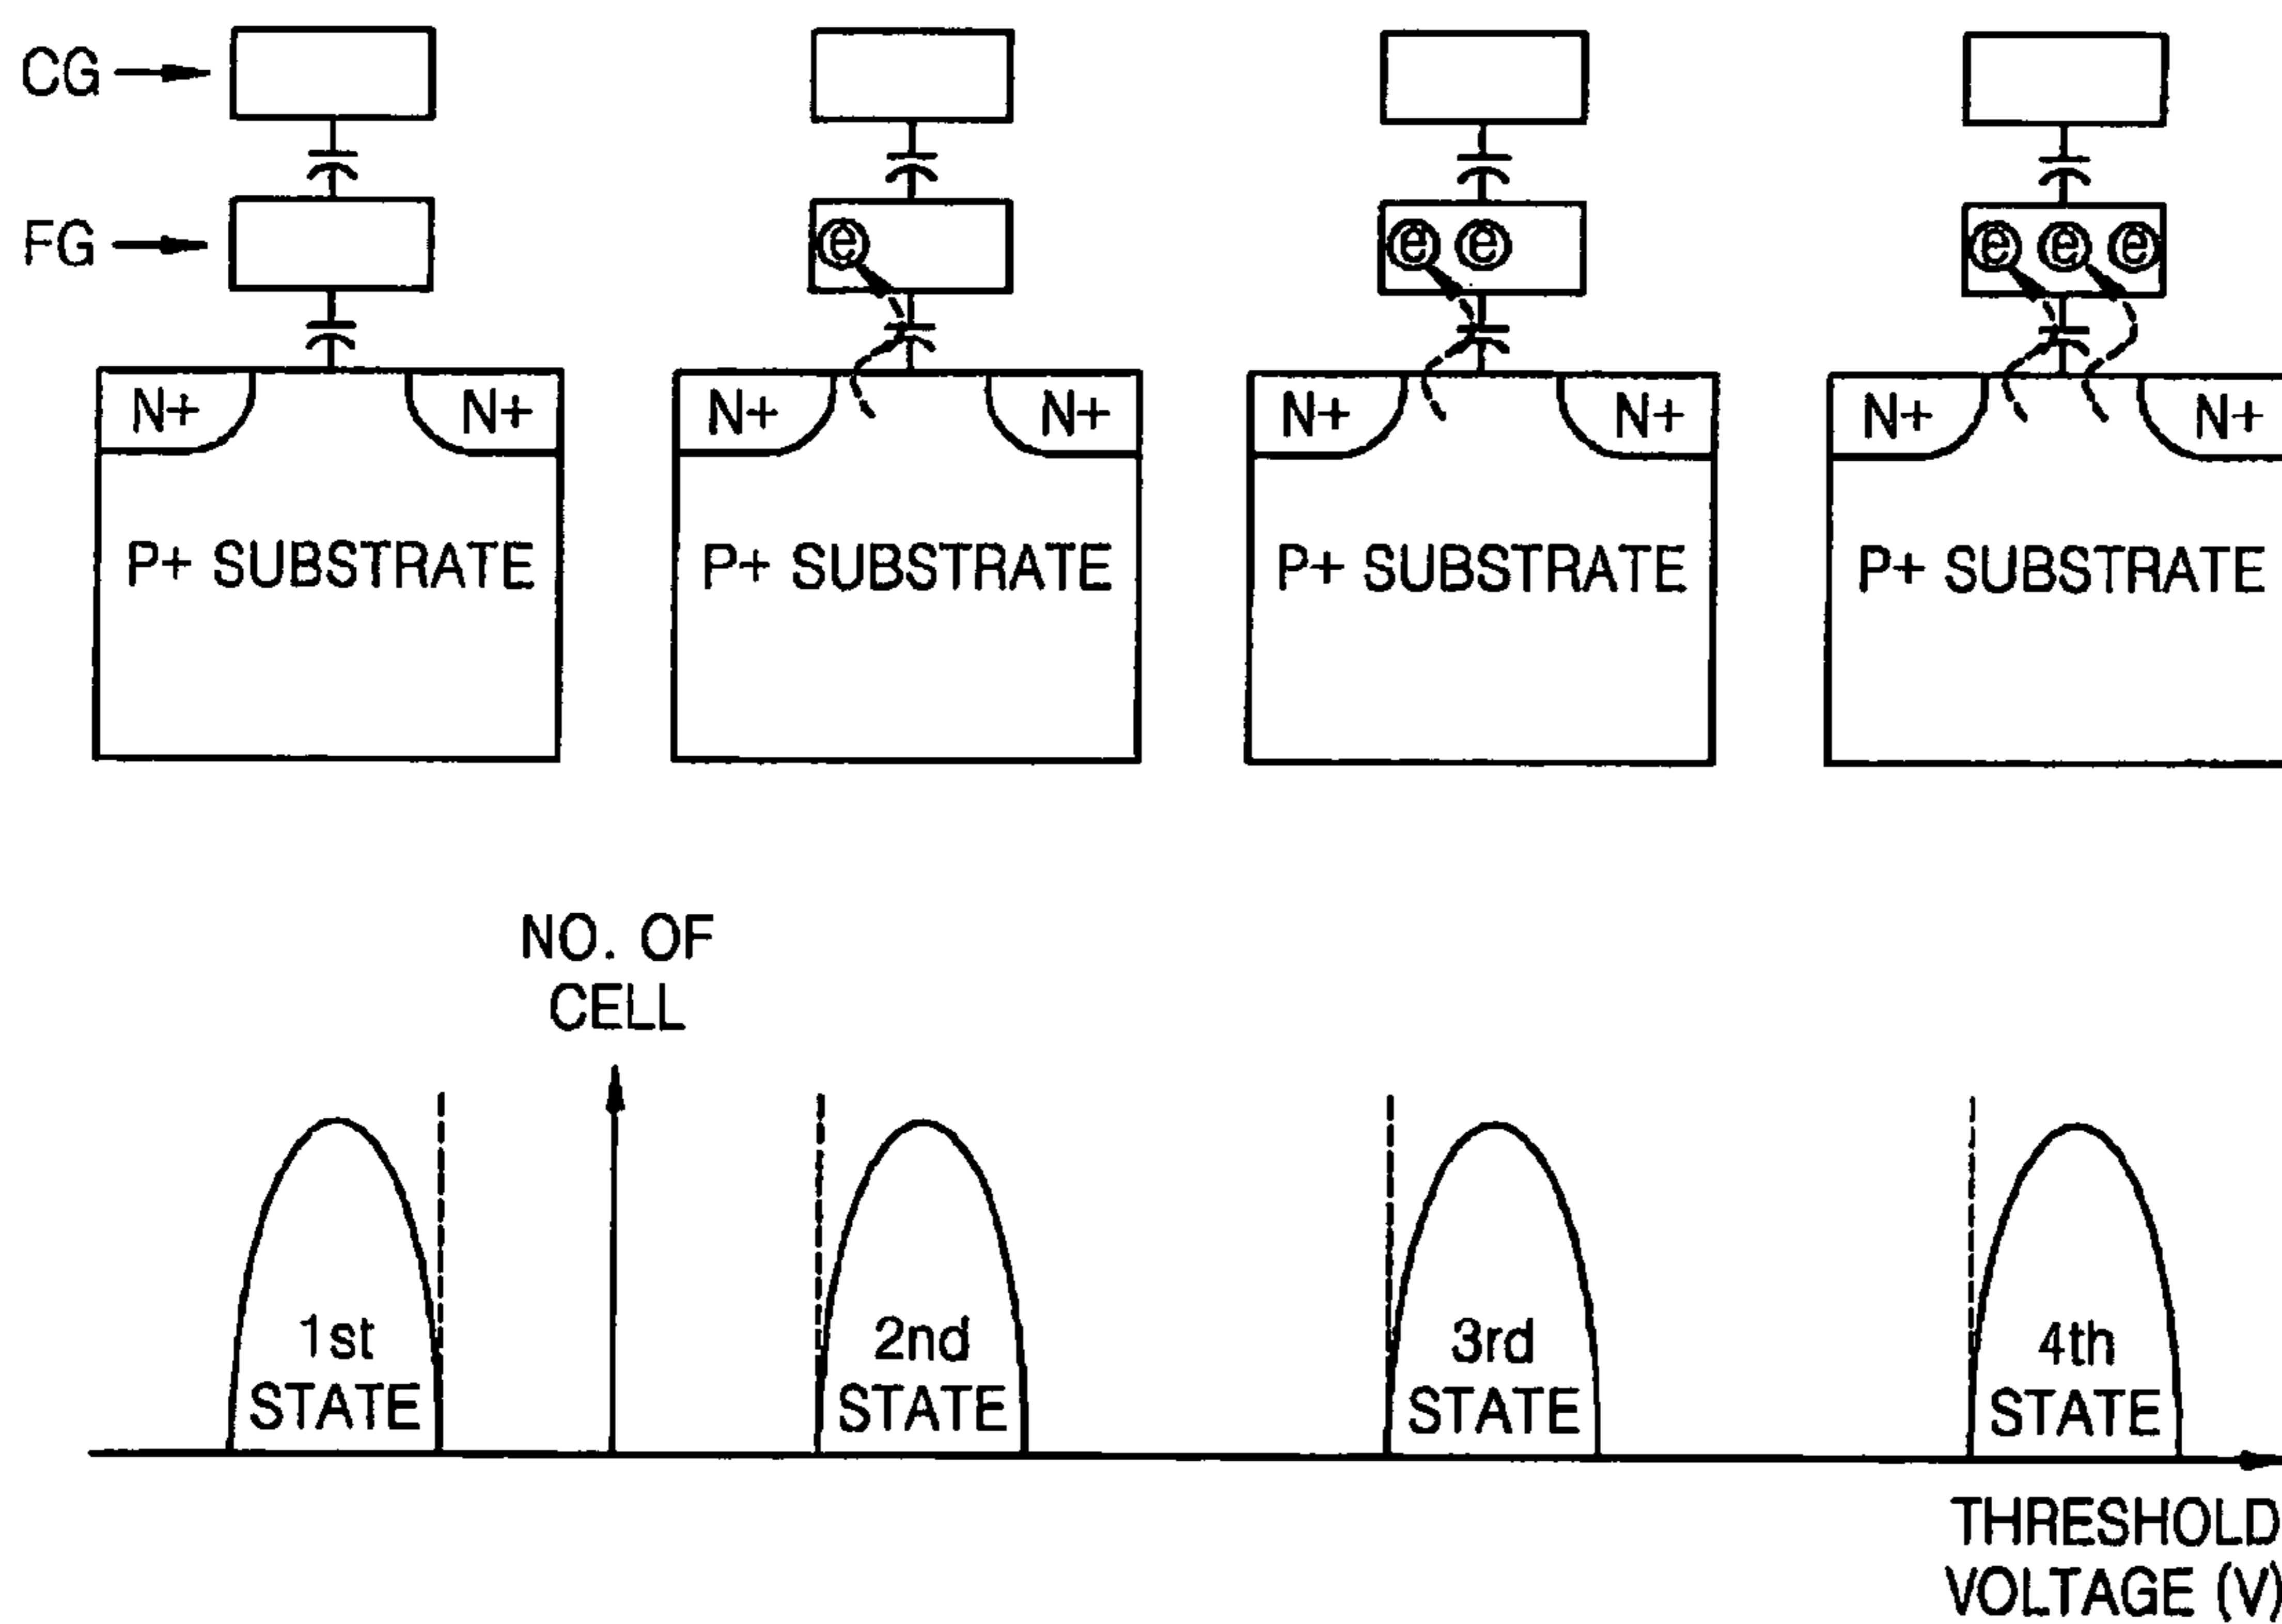 CG
FG
e
e e
e e e
N+ N+
N+ N+
N+ N+
N+ N+
P+ SUBSTRATE
P+ SUBSTRATE
P+ SUBSTRATE
P+ SUBSTRATE
NO. OF
CELL
1st
STATE
2nd
STATE
3rd
STATE
4th
STATE
THRESHOLD
VOLTAGE (V)